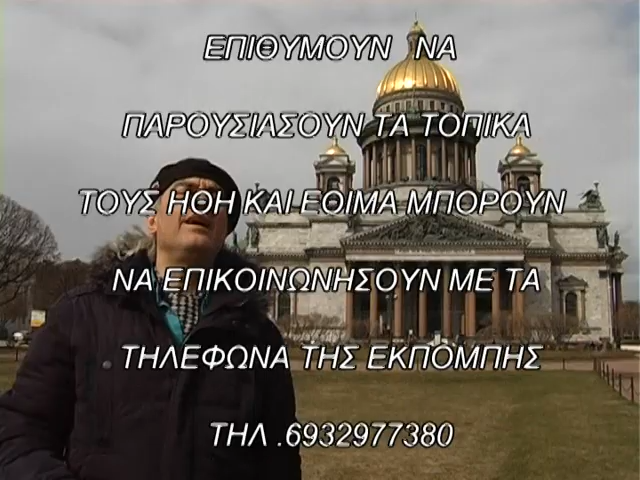 ΕΠΙΘΥΜΟΥΝ ΝΑ
ΠΑΡΟΥΣΙΑΣΟΥΝ ΤΑ ΤΟΠΙΚΑ
ΤΟΥΣ ΗΘΗ ΚΑΙ ΕΘΙΜΑ ΜΠΟΡΟΥΝ
ΝΑ ΕΠΙΚΟΙΝΩΝΗΣΟΥΝ ΜΕ ΤΑ
ΤΗΛΕΦΩΝΑ ΤΗΣ ΕΚΠΟΜΠΗΣ
ΤΗΛ .6932977380